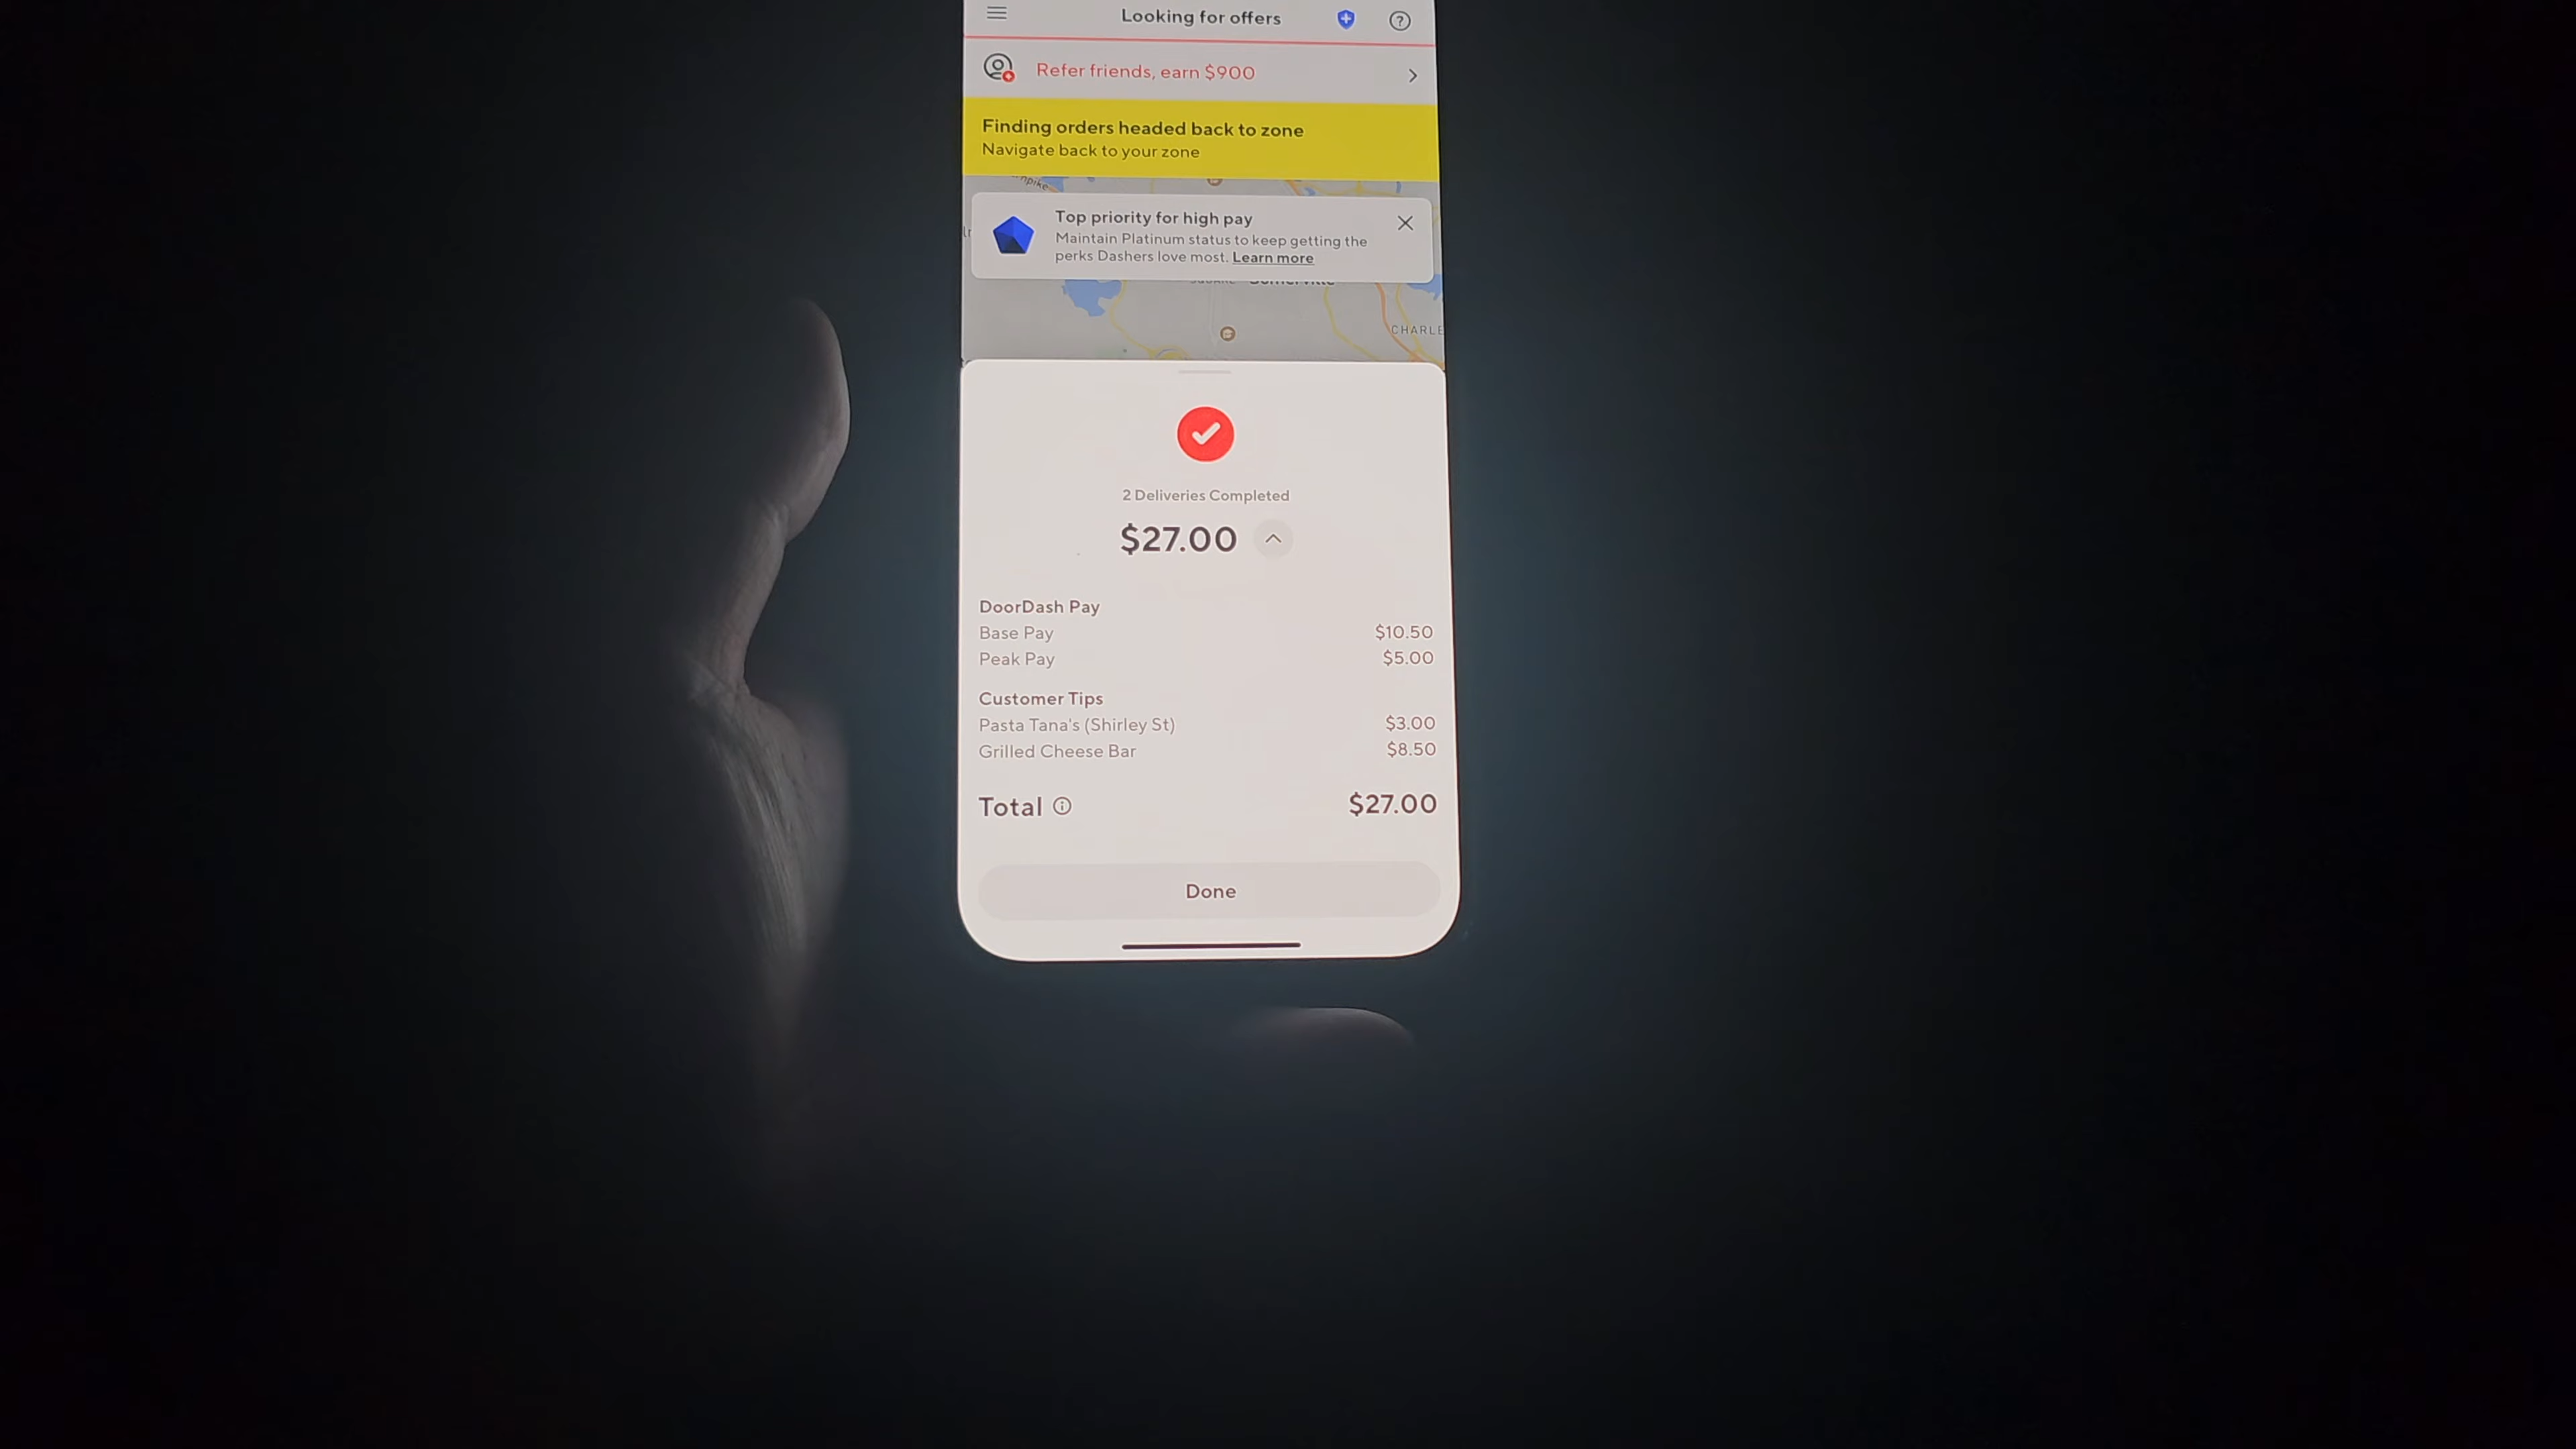 Looking for offers
Refer friends, earn $900
Finding orders headed back to zone
Navigate back to your zone
Top priority for high pay
Maintain Platinum status to keep getting the
perks Dashers love most. Learn more
CHARLE
2 Deliveries Completed
$27.00
DoorDash Pay
Base Pay $10.50
Peak Pay $5.00
Customer Tips
Pasta Tana's (Shirley St) $3.00
Grilled Cheese Bar $8.50
Total $27.00
Done